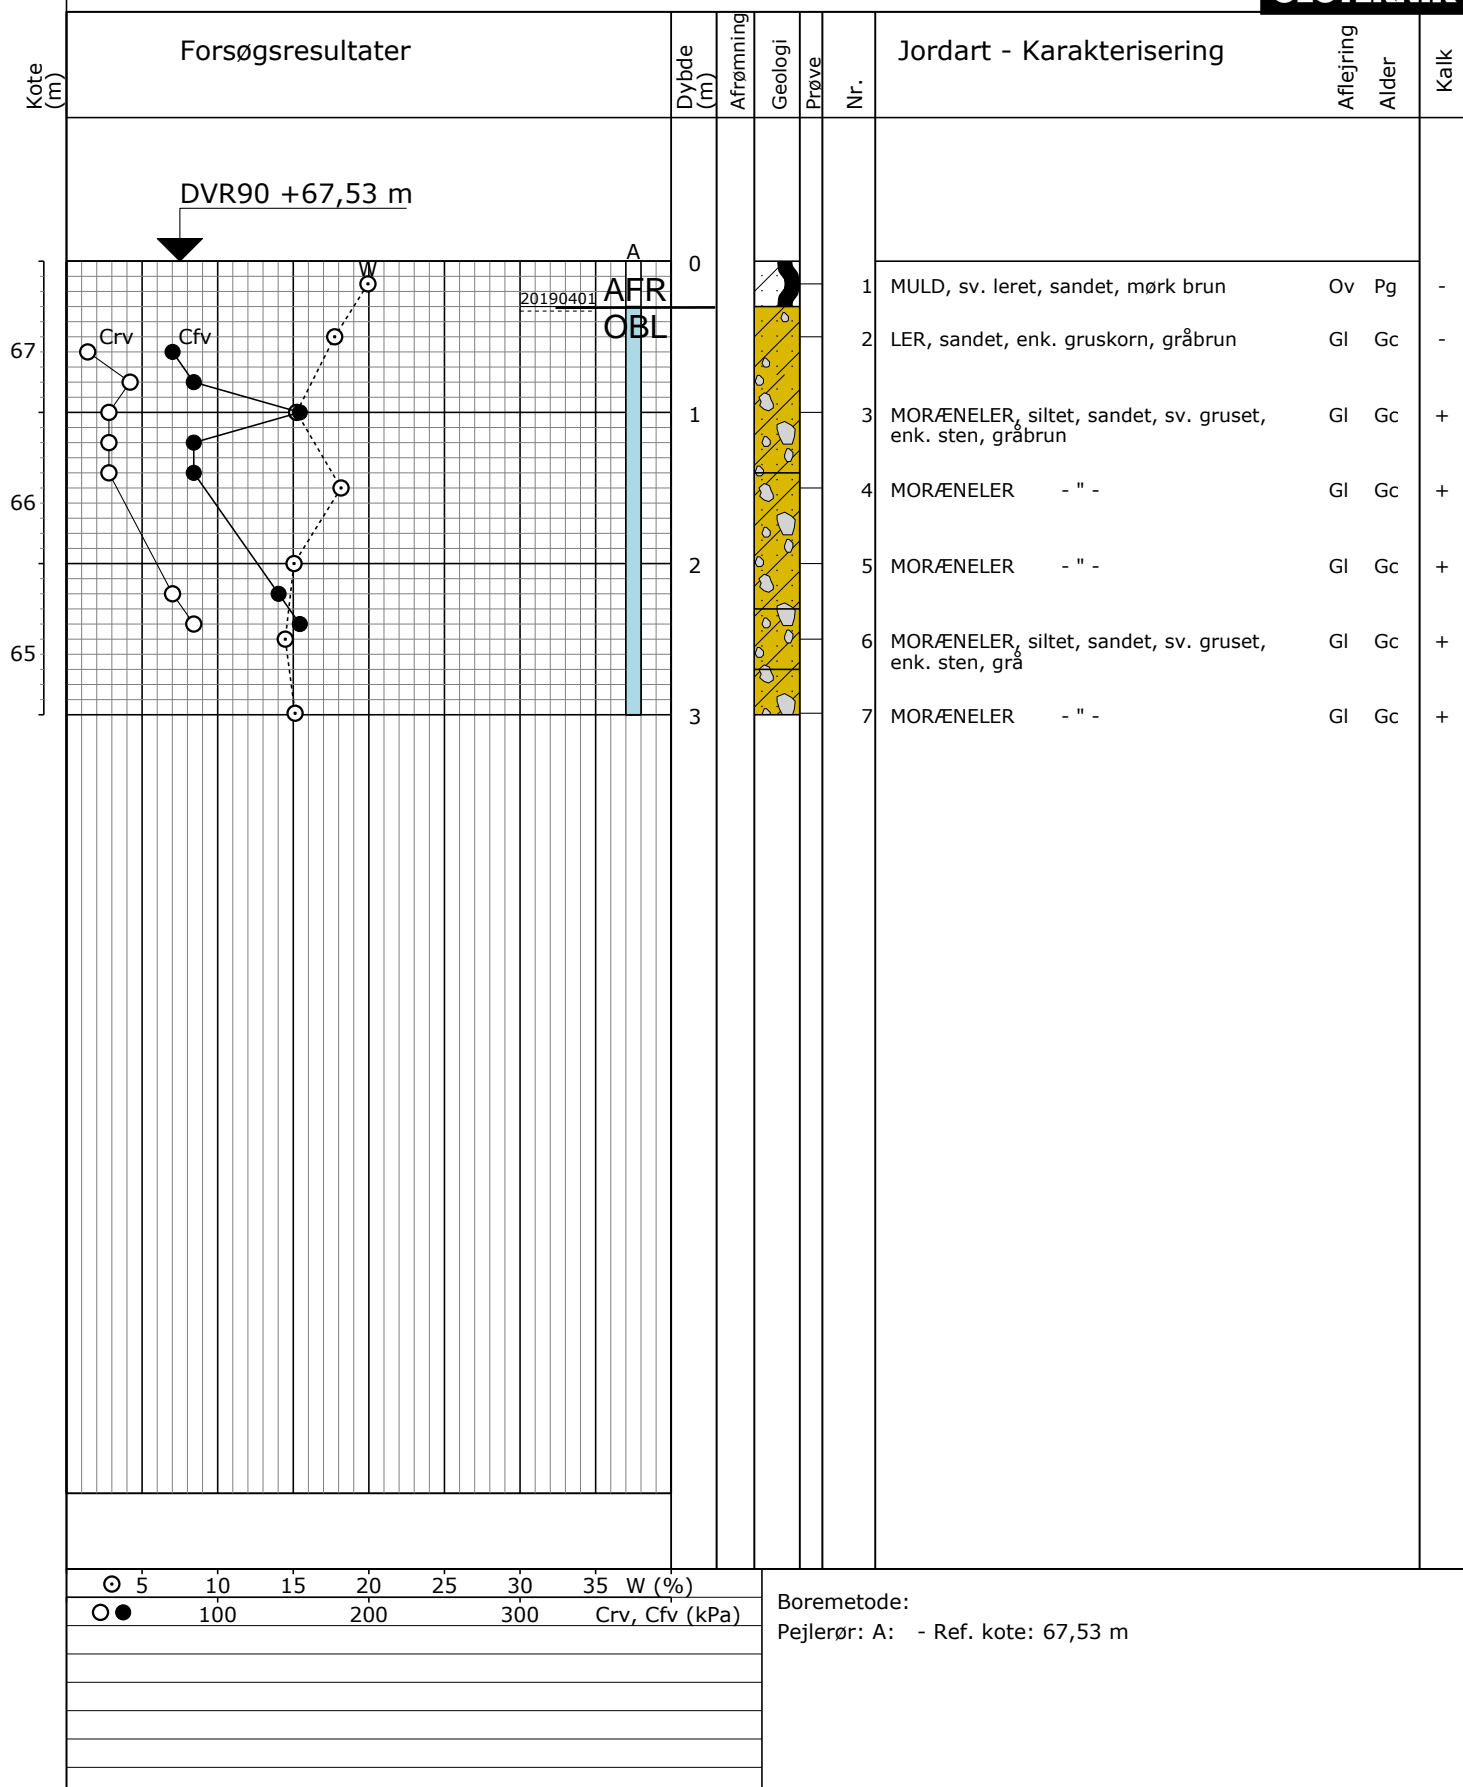 Forsøgsresultater
Jordart - Karakterisering
Kote (m)
Dybde (m)
Afrømning
Geologi
Prøve
Nr.
Aflejring
Alder
Kalk
DVR90 +67,53 m
A
W
0
20190401
AFR
OBL
1 MULD, sv. leret, sandet, mørk brun Ov Pg -
Crv Cfv
67
2 LER, sandet, enk. gruskorn, gråbrun Gl Gc -
1
3 MORÆNELER, siltet, sandet, sv. gruset, Gl Gc +
enk. sten, gråbrun
66
4 MORÆNELER - " - Gl Gc +
2
5 MORÆNELER - " - Gl Gc +
65
6 MORÆNELER, siltet, sandet, sv. gruset, Gl Gc +
enk. sten, grå
3
7 MORÆNELER - " - Gl Gc +
5 10 15 20 25 30 35 W (%)
100 200 300 Crv, Cfv (kPa)
Boremetode:
Pejlerør: A: - Ref. kote: 67,53 m